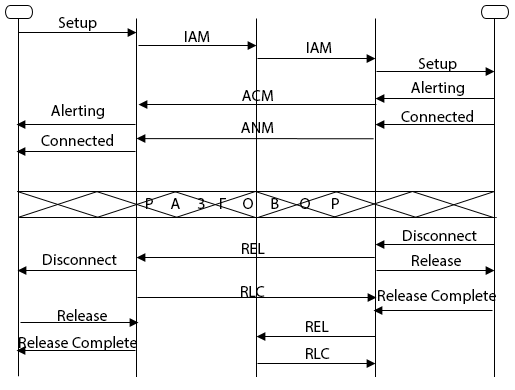 Setup
IAM
IAM
Setup
Alerting
ACM
Alerting
Connected
ANM
Connected
Р А З Г О В О Р
Disconnect
REL
Disconnect
Release
RLC
Release Complete
Release
REL
Release Complete
RLC